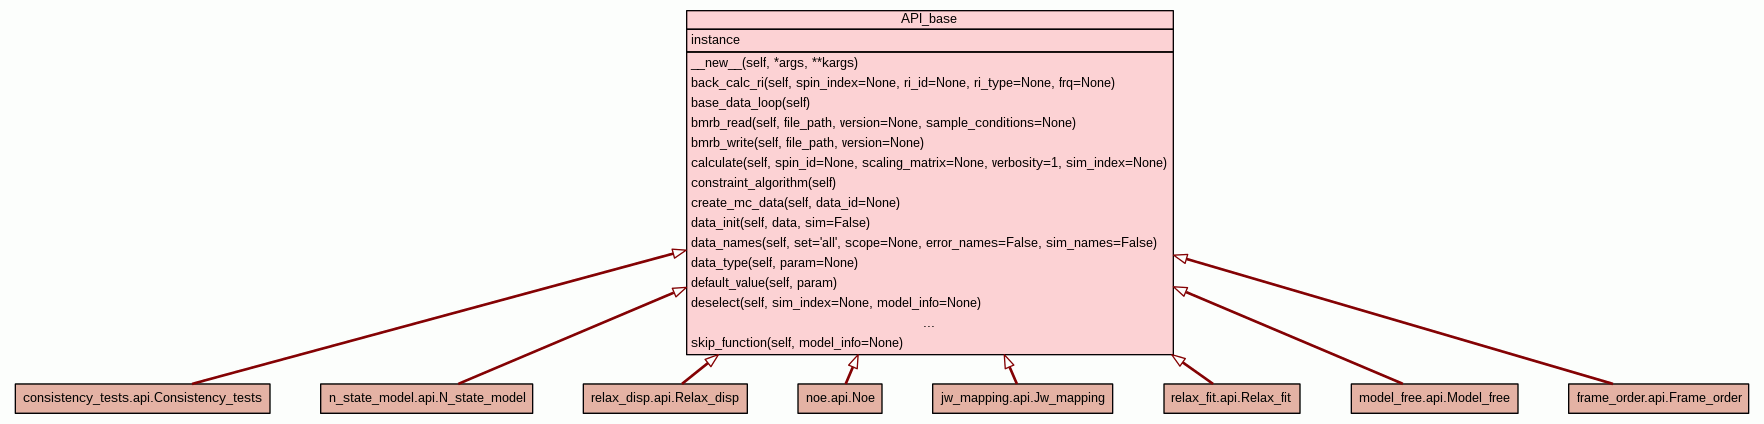 API_base
instance
__new__(self, *args, **kargs)
back_calc_ri(self, spin_index=None, ri_id=None, ri_type=None, frq=None)
base_data_loop(self)
bmrb_read(self, file_path, version=None, sample_conditions=None)
bmrb_write(self, file_path, version=None)
calculate(self, spin_id=None, scaling_matrix=None, verbosity=1, sim_index=None)
constraint_algorithm(self)
create_mc_data(self, data_id=None)
data_init(self, data, sim=False)
data_names(self, set='all', scope=None, error_names=False, sim_names=False)
data_type(self, param=None)
default_value(self, param)
deselect(self, sim_index=None, model_info=None)
...
skip_function(self, model_info=None)
consistency_tests.api.Consistency_tests
n_state_model.api.N_state_model
relax_disp.api.Relax_disp
noe.api.Noe
jw_mapping.api.Jw_mapping
relax_fit.api.Relax_fit
model_free.api.Model_free
frame_order.api.Frame_order